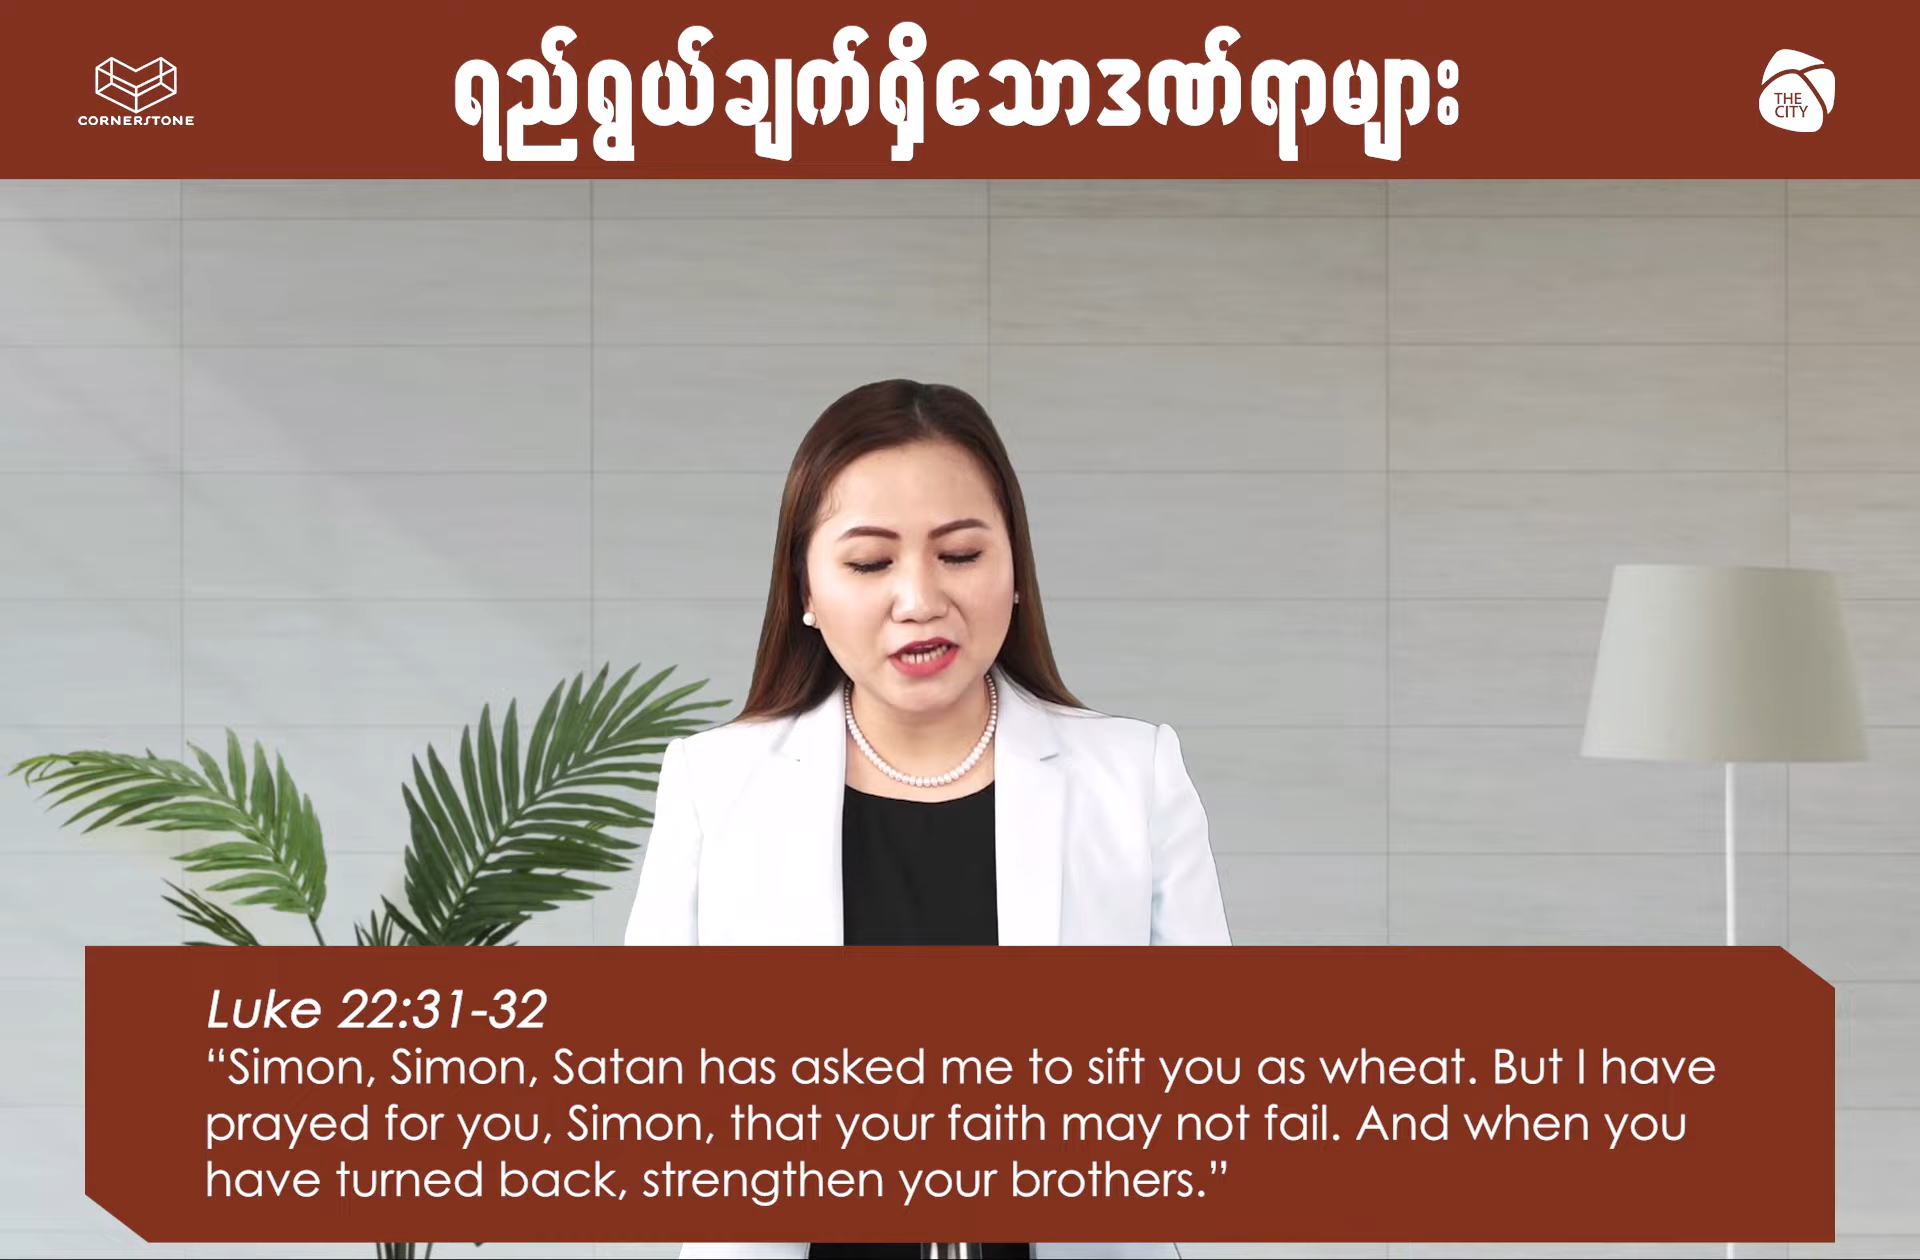 ရည်ရွယ်ချက်ရှိသောဒဏ်ရာများ
CORNERSTONE
THE
CITY
Luke 22:31-32
“Simon, Simon, Satan has asked me to sift you as wheat. But I have
prayed for you, Simon, that your faith may not fail. And when you
have turned back, strengthen your brothers.”